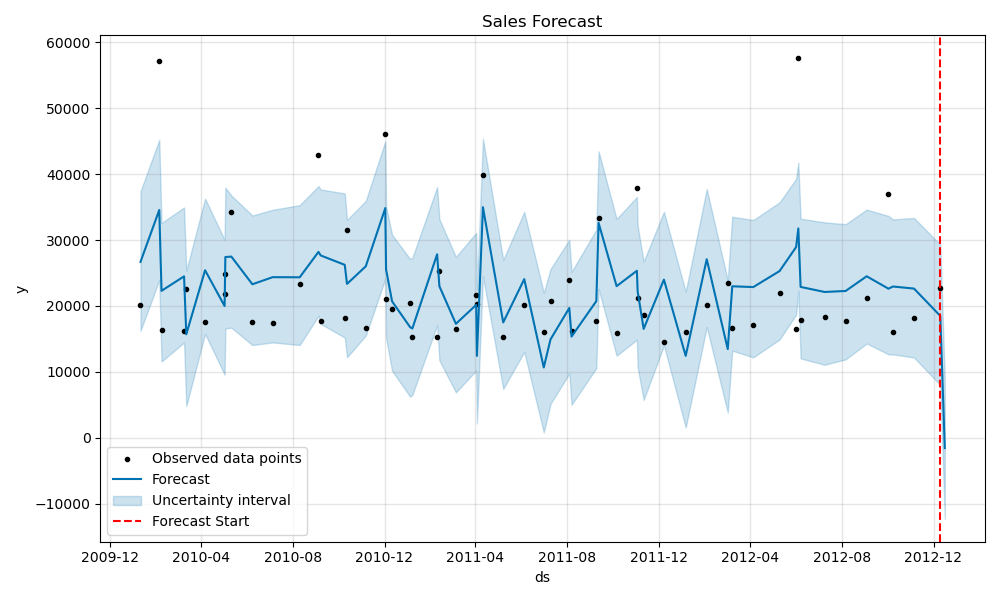 Sales Forecast
y
60000
50000
40000
30000
20000
10000
0
−10000
Observed data points
Forecast
Uncertainty interval
Forecast Start
2009-12 2010-04 2010-08 2010-12 2011-04 2011-08 2011-12 2012-04 2012-08 2012-12
ds